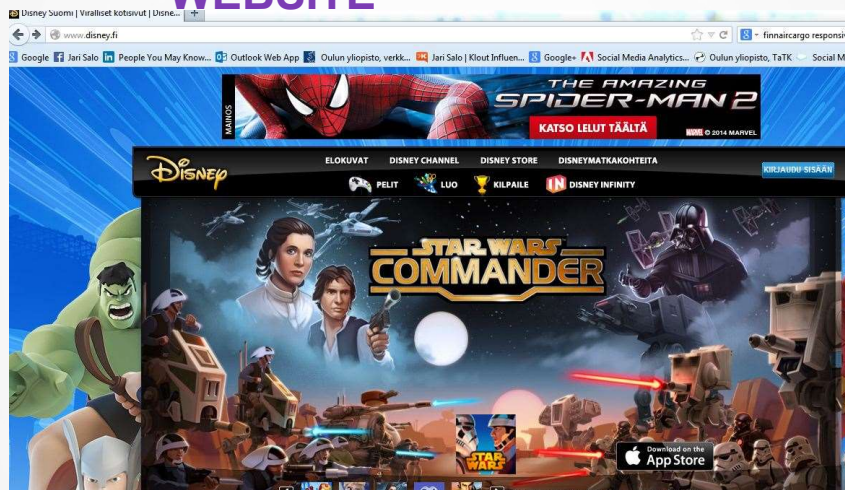 WEBSITE
Disney Suomi | Viralliset kotisivut | Disne...
www.disney.fi
finnaircargo responsiv
Google Jari Salo People You May Know... Outlook Web App Oulun yliopisto, verkk... Jari Salo | Klout Influen... Google+ Social Media Analytics... Oulun yliopisto, TaTK Social M
MAINOS
THE AMAZING
SPIDER-MAN 2
KATSO LELUT TÄÄLTÄ
MARVEL © 2014 MARVEL
Disney
ELOKUVAT DISNEY CHANNEL DISNEY STORE DISNEYMATKAKOHTEITA
KIRJAUDU SISÄÄN
PELIT LUO KILPAILE DISNEY INFINITY
STAR WARS
COMMANDER
STAR
WARS
Download on the
App Store